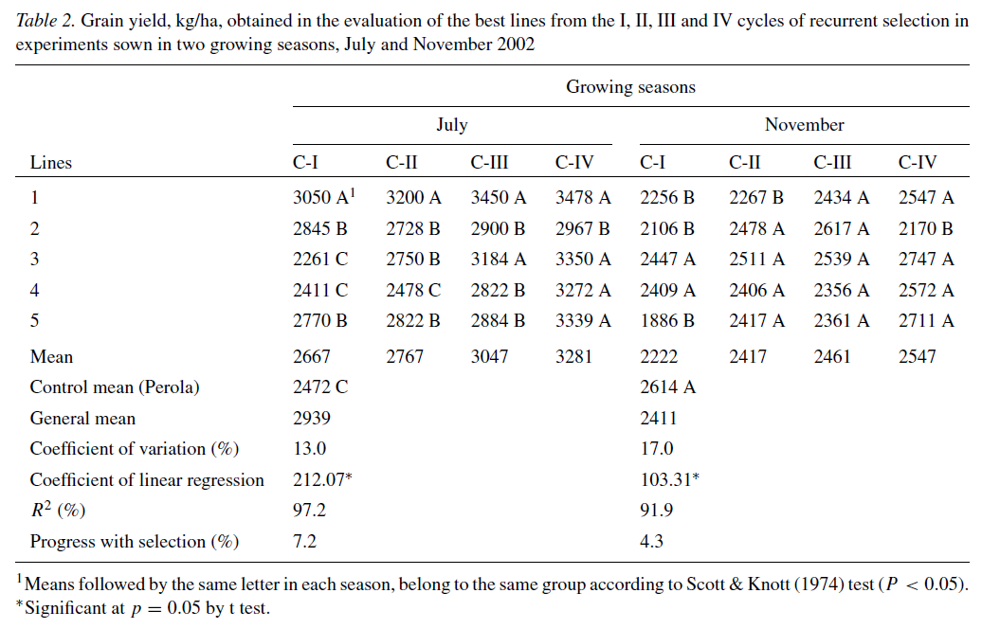 Table 2. Grain yield, kg/ha, obtained in the evaluation of the best lines from the I, II, III and IV cycles of recurrent selection in
experiments sown in two growing seasons, July and November 2002
Growing seasons
July November
Lines C-I C-II C-III C-IV C-I C-II C-III C-IV
1 3050 A¹ 3200 A 3450 A 3478 A 2256 B 2267 B 2434 A 2547 A
2 2845 B 2728 B 2900 B 2967 B 2106 B 2478 A 2617 A 2170 B
3 2261 C 2750 B 3184 A 3350 A 2447 A 2511 A 2539 A 2747 A
4 2411 C 2478 C 2822 B 3272 A 2409 A 2406 A 2356 A 2572 A
5 2770 B 2822 B 2884 B 3339 A 1886 B 2417 A 2361 A 2711 A
Mean 2667 2767 3047 3281 2222 2417 2461 2547
Control mean (Perola) 2472 C 2614 A
General mean 2939 2411
Coefficient of variation (%) 13.0 17.0
Coefficient of linear regression 212.07* 103.31*
R² (%) 97.2 91.9
Progress with selection (%) 7.2 4.3
¹Means followed by the same letter in each season, belong to the same group according to Scott & Knott (1974) test (P < 0.05).
*Significant at p = 0.05 by t test.